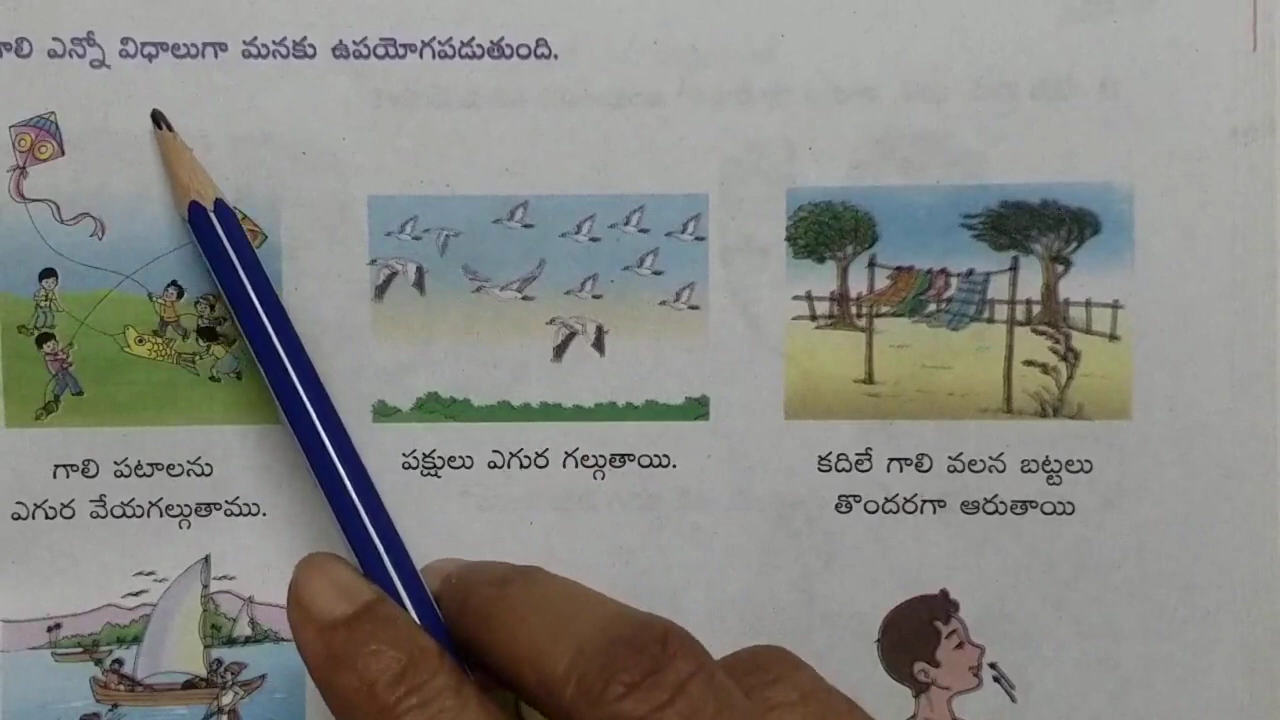 ఎన్నో విధాలుగా మనకు ఉపయోగపడుతుంది.
గాలి పటాలను
ఎగుర వేయగల్గుతాము.
పక్షులు ఎగుర గల్గుతాయి.
కదిలే గాలి వలన బట్టలు
తొందరగా ఆరుతాయి